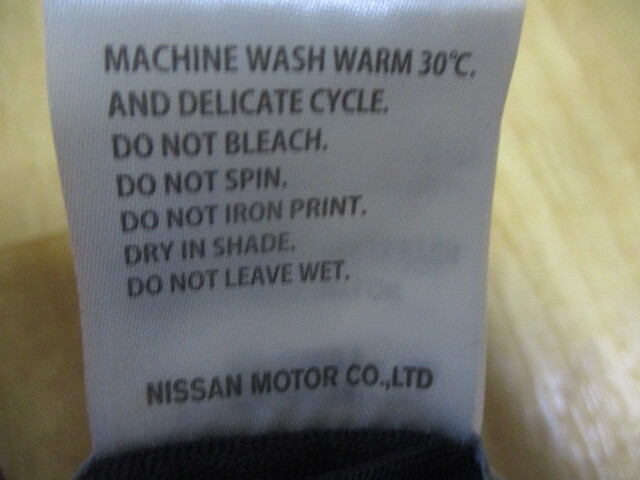 MACHINE WASH WARM 30℃.
AND DELICATE CYCLE.
DO NOT BLEACH.
DO NOT SPIN.
DO NOT IRON PRINT.
DRY IN SHADE.
DO NOT LEAVE WET.
NISSAN MOTOR CO.,LTD